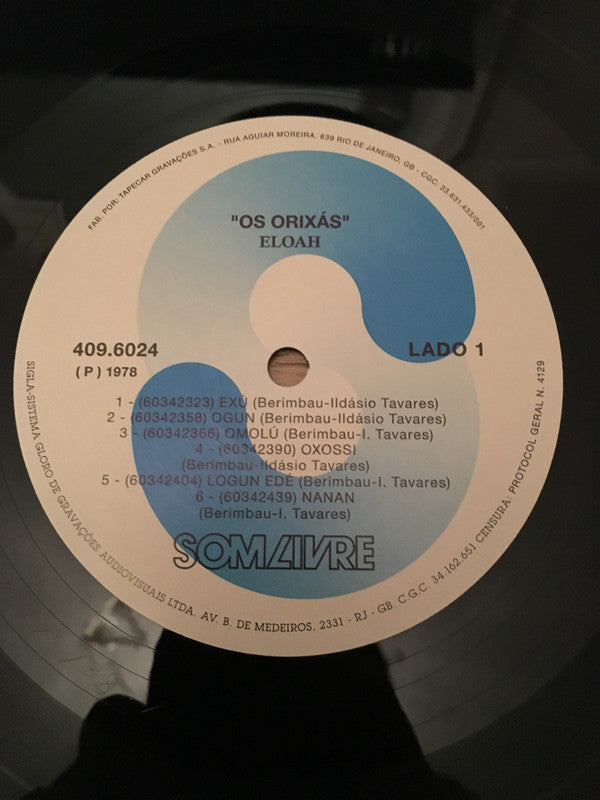 FAB. POR: TAPECAR GRAVAÇÕES S.A. - RUA AGUIAR MOREIRA, 639 RIO DE JANEIRO, GB - CGC: 33.631.433/001
"OS ORIXÁS"
ELOAH
409.6024
LADO 1
( P ) 1978
1 - (60342323) EXÚ (Berimbau-Ildásio Tavares)
2 - (60342358) OGUN (Berimbau-Ildásio Tavares)
3 - (60342366) OMOLÚ (Berimbau-I. Tavares)
4 - (60342390) OXOSSI
(Berimbau-Ildásio Tavares)
5 - (60342404) LOGUN EDÉ (Berimbau-I. Tavares)
6 - (60342439) NANAN
(Berimbau-I. Tavares)
SOMLIVRE
SIGLA-SISTEMA GLORO DE GRAVAÇÕES AUDIOVISUAIS LTDA. AV. B. DE MEDEIROS, 2331 - RJ - GB. C.G.C. 34.162.651 CENSURA: PROTOCOL GERAL N. 4129